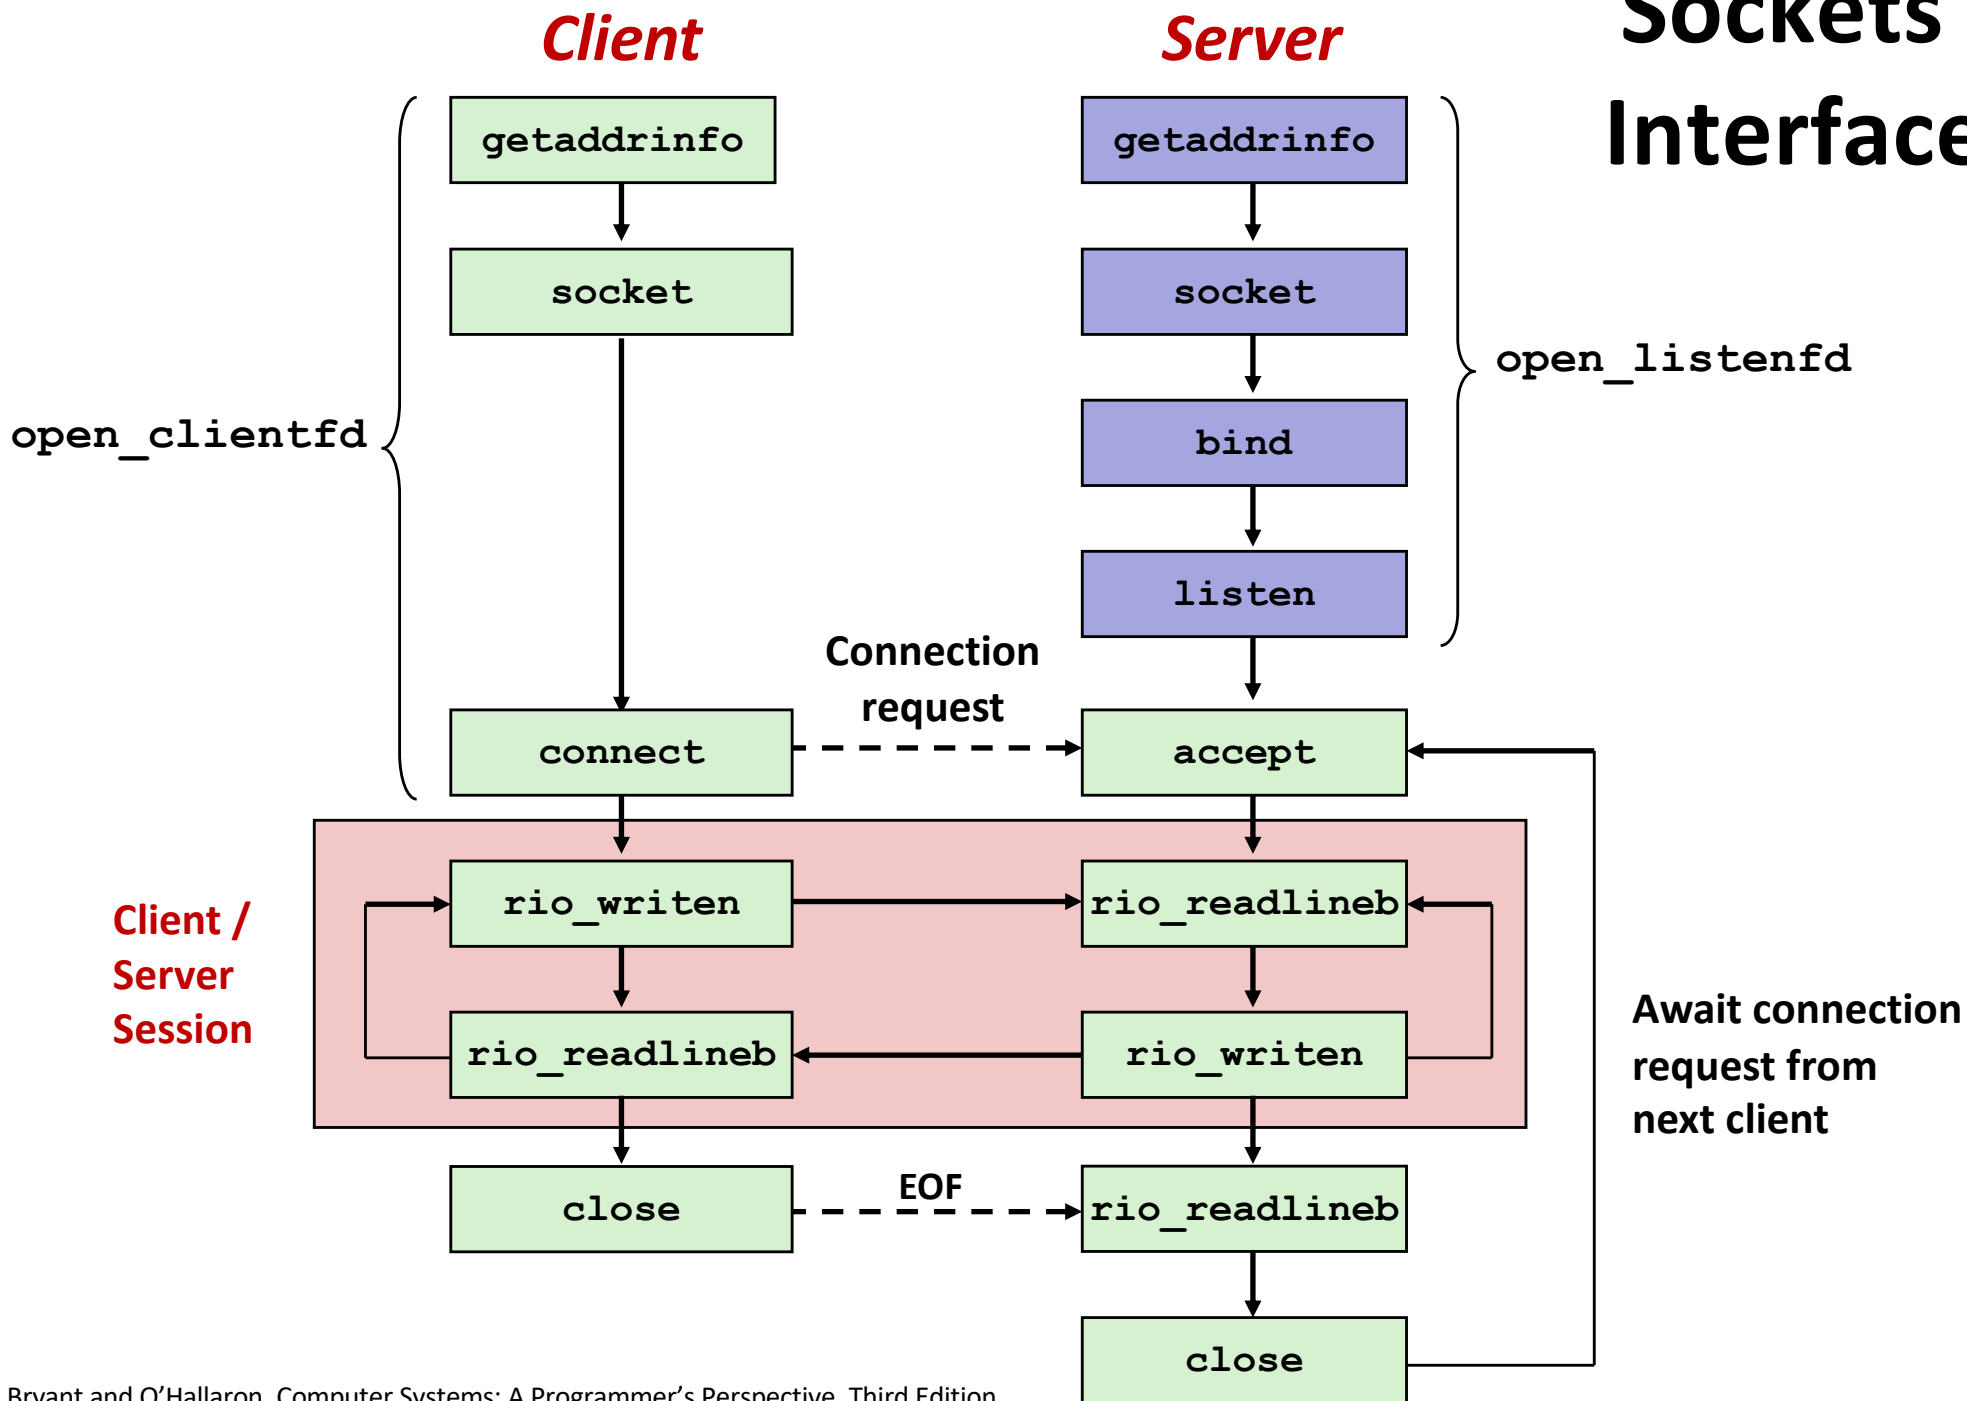 Sockets
Interface
Client
Server
getaddrinfo
getaddrinfo
socket
socket
open_listenfd
open_clientfd
bind
listen
Connection
request
connect
accept
Client /
Server
Session
rio_writen
rio_readlineb
rio_readlineb
rio_writen
Await connection
request from
next client
close
EOF
rio_readlineb
close
Bryant and O’Hallaron, Computer Systems: A Programmer’s Perspective, Third Edition